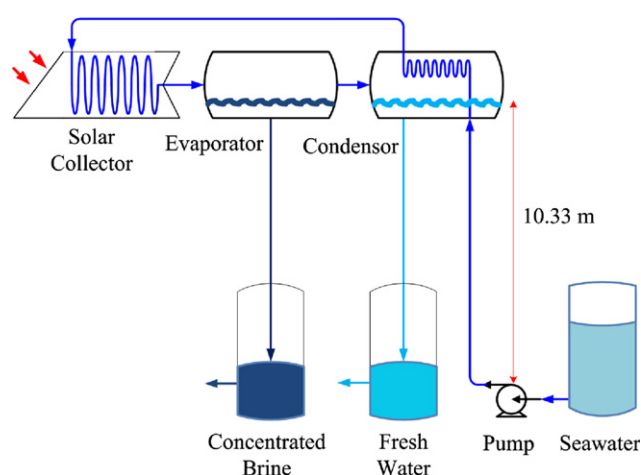 Solar
Collector
Evaporator
Condensor
10.33 m
Concentrated
Brine
Fresh
Water
Pump
Seawater